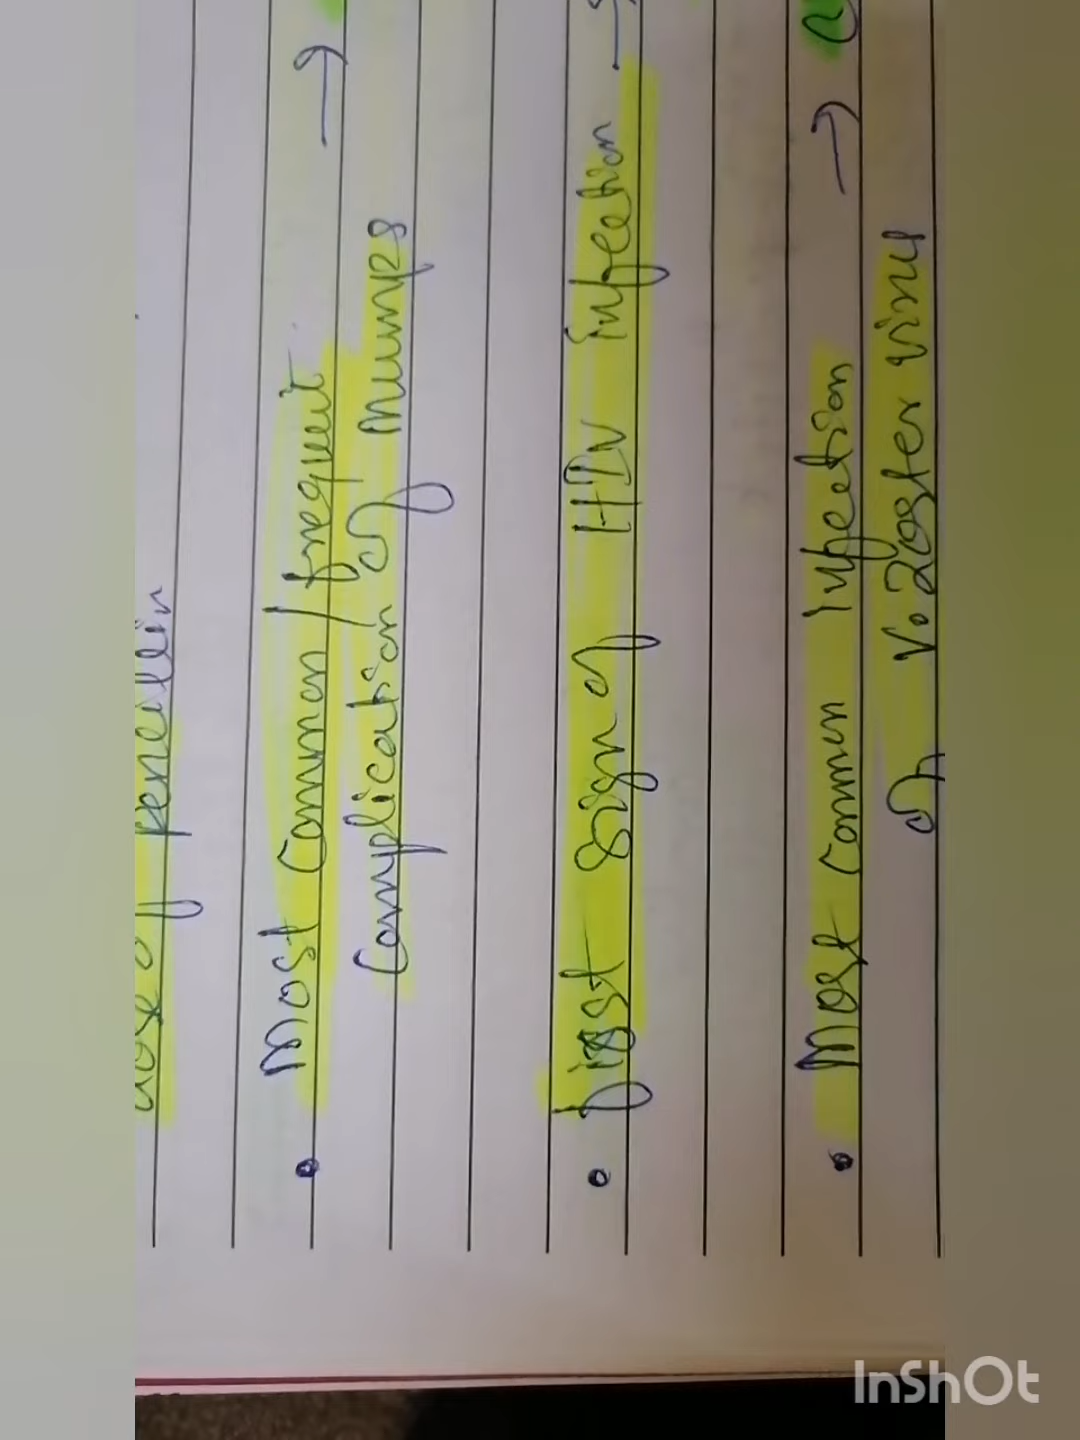 dose of penicillin
• Most Common / frequent →
Complication of Mumps
• first sign of HIV infection →
• Most Common Infection →
of V. Zoster virus
InShOt